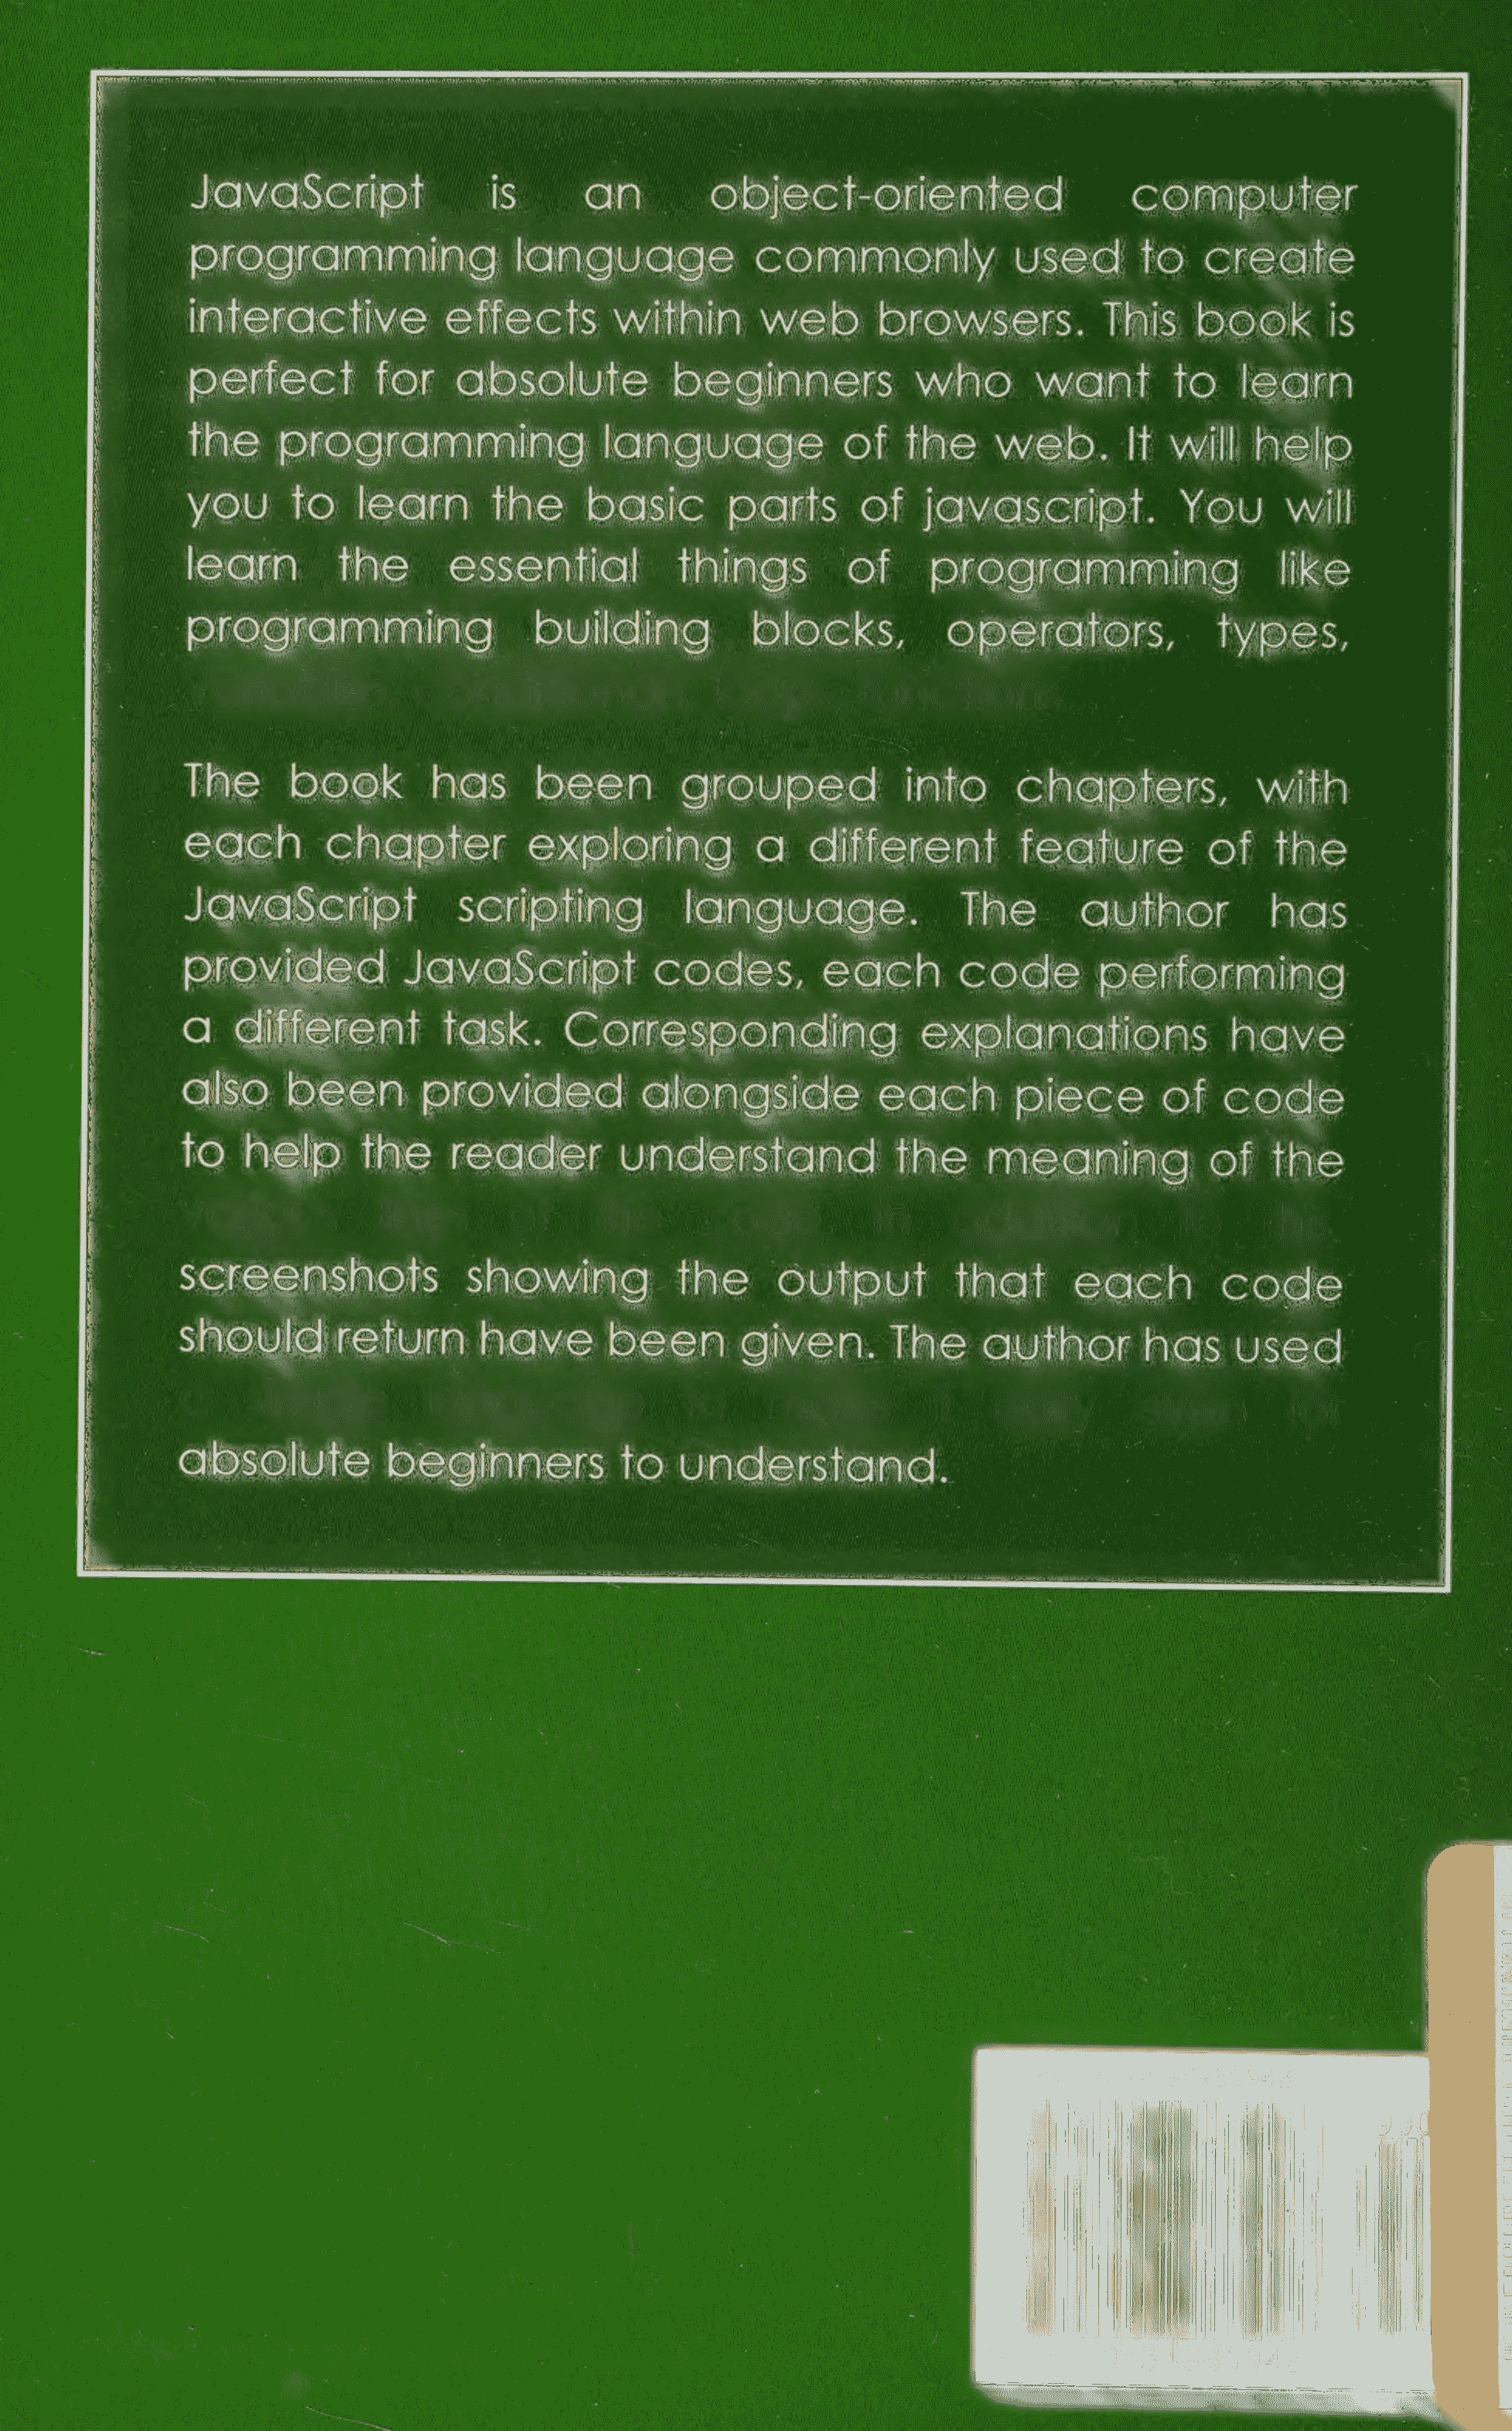 JavaScript is an object-oriented computer
programming language commonly used to create
interactive effects within web browsers. This book is
perfect for absolute beginners who want to learn
the programming language of the web. It will help
you to learn the basic parts of javascript. You will
learn the essential things of programming like
programming building blocks, operators, types,
The book has been grouped into chapters, with
each chapter exploring a different feature of the
JavaScript scripting language. The author has
provided JavaScript codes, each code performing
a different task. Corresponding explanations have
also been provided alongside each piece of code
to help the reader understand the meaning of the
screenshots showing the output that each code
should return have been given. The author has used
absolute beginners to understand.